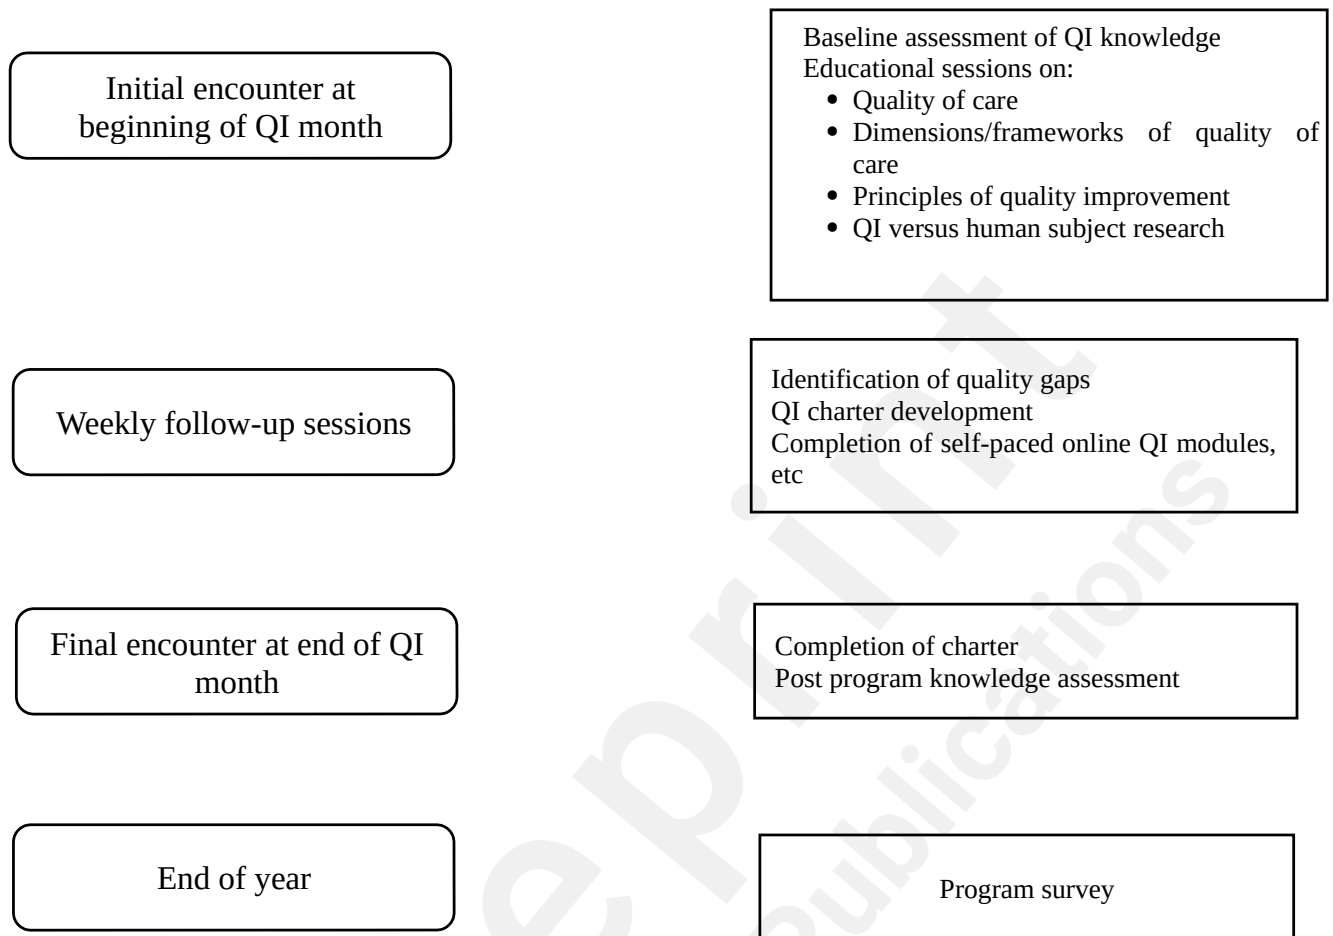 Initial encounter at
beginning of QI month
Baseline assessment of QI knowledge
Educational sessions on:
• Quality of care
• Dimensions/frameworks of quality of
care
• Principles of quality improvement
• QI versus human subject research
Weekly follow-up sessions
Identification of quality gaps
QI charter development
Completion of self-paced online QI modules,
etc
Final encounter at end of QI
month
Completion of charter
Post program knowledge assessment
End of year
Program survey
eprint
Publications